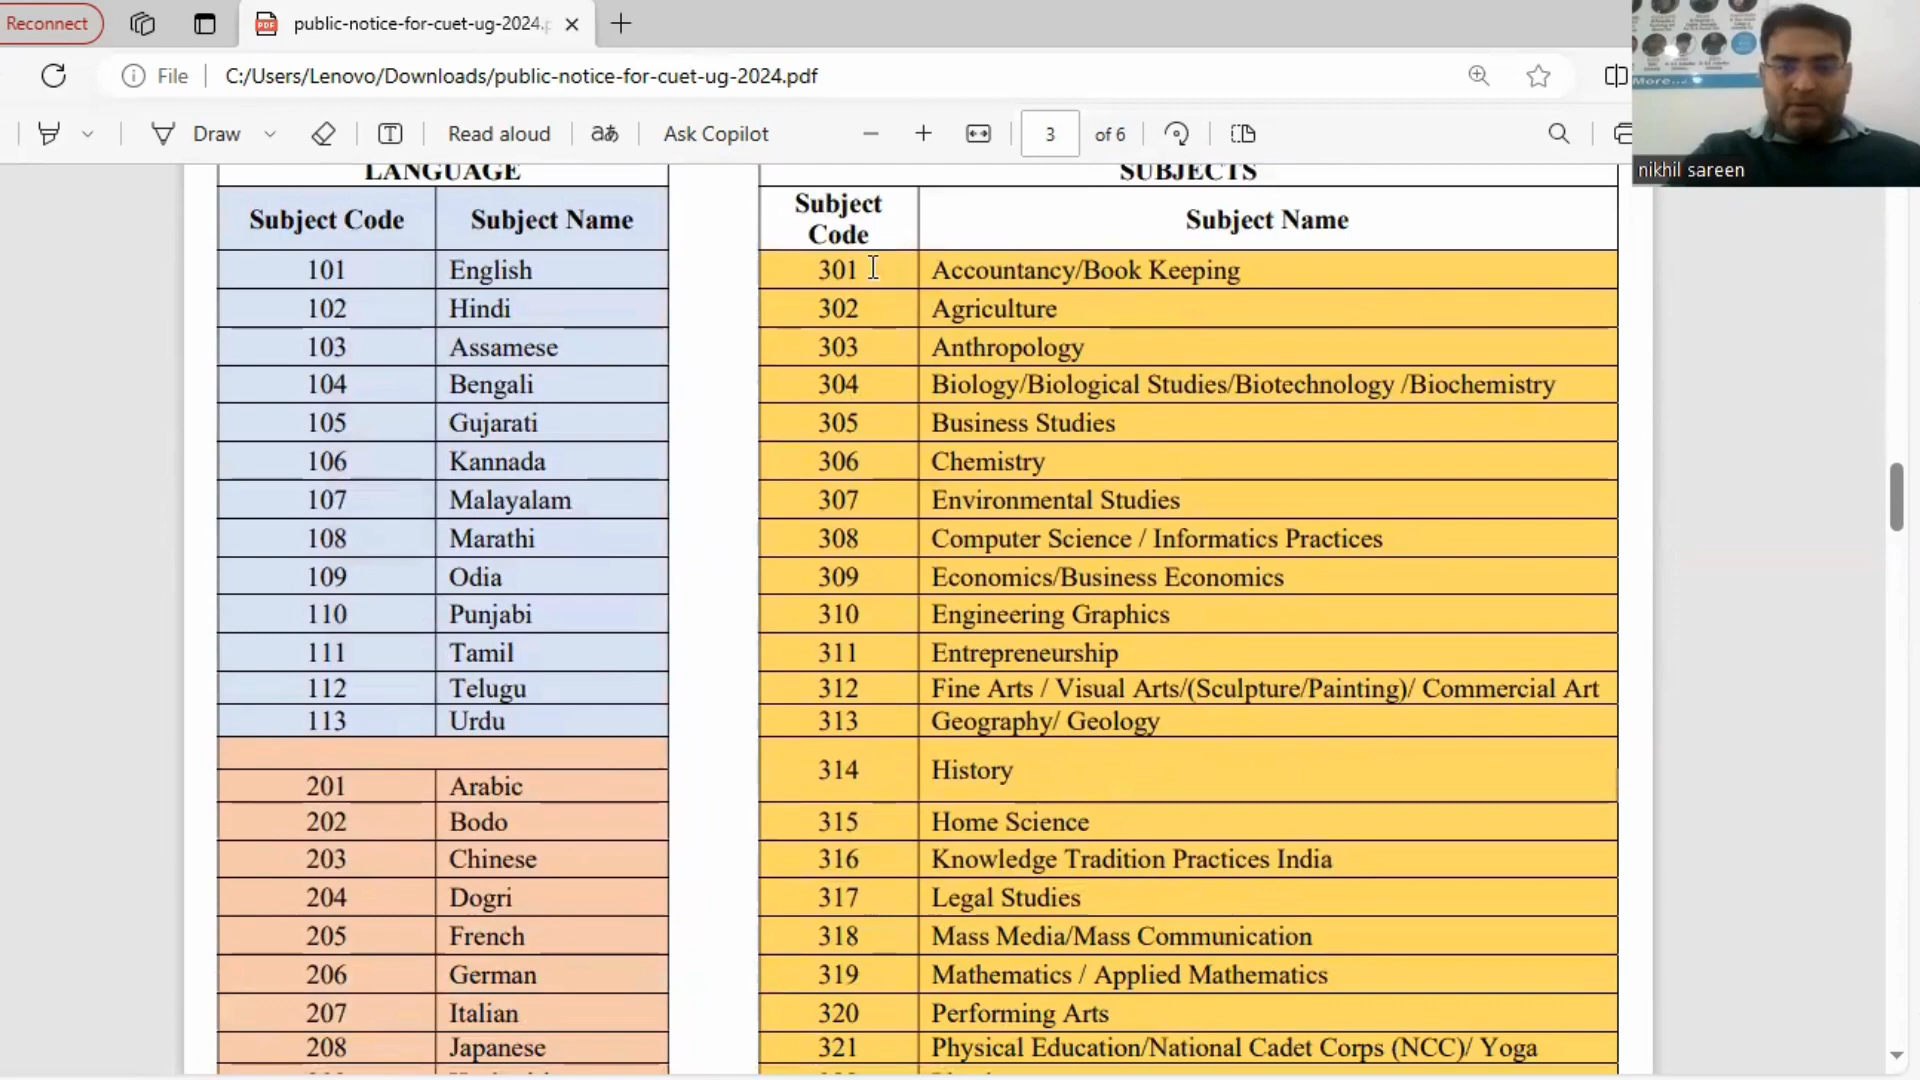 Reconnect
public-notice-for-cuet-ug-2024.p
File
C:/Users/Lenovo/Downloads/public-notice-for-cuet-ug-2024.pdf
Draw
Read aloud
aあ
Ask Copilot
3 of 6
More...
nikhil sareen
LANGUAGE
Subject Code Subject Name
101 English
102 Hindi
103 Assamese
104 Bengali
105 Gujarati
106 Kannada
107 Malayalam
108 Marathi
109 Odia
110 Punjabi
111 Tamil
112 Telugu
113 Urdu
201 Arabic
202 Bodo
203 Chinese
204 Dogri
205 French
206 German
207 Italian
208 Japanese
SUBJECTS
Subject
Code
Subject Name
301 Accountancy/Book Keeping
302 Agriculture
303 Anthropology
304 Biology/Biological Studies/Biotechnology /Biochemistry
305 Business Studies
306 Chemistry
307 Environmental Studies
308 Computer Science / Informatics Practices
309 Economics/Business Economics
310 Engineering Graphics
311 Entrepreneurship
312 Fine Arts / Visual Arts/(Sculpture/Painting)/ Commercial Art
313 Geography/ Geology
314 History
315 Home Science
316 Knowledge Tradition Practices India
317 Legal Studies
318 Mass Media/Mass Communication
319 Mathematics / Applied Mathematics
320 Performing Arts
321 Physical Education/National Cadet Corps (NCC)/ Yoga